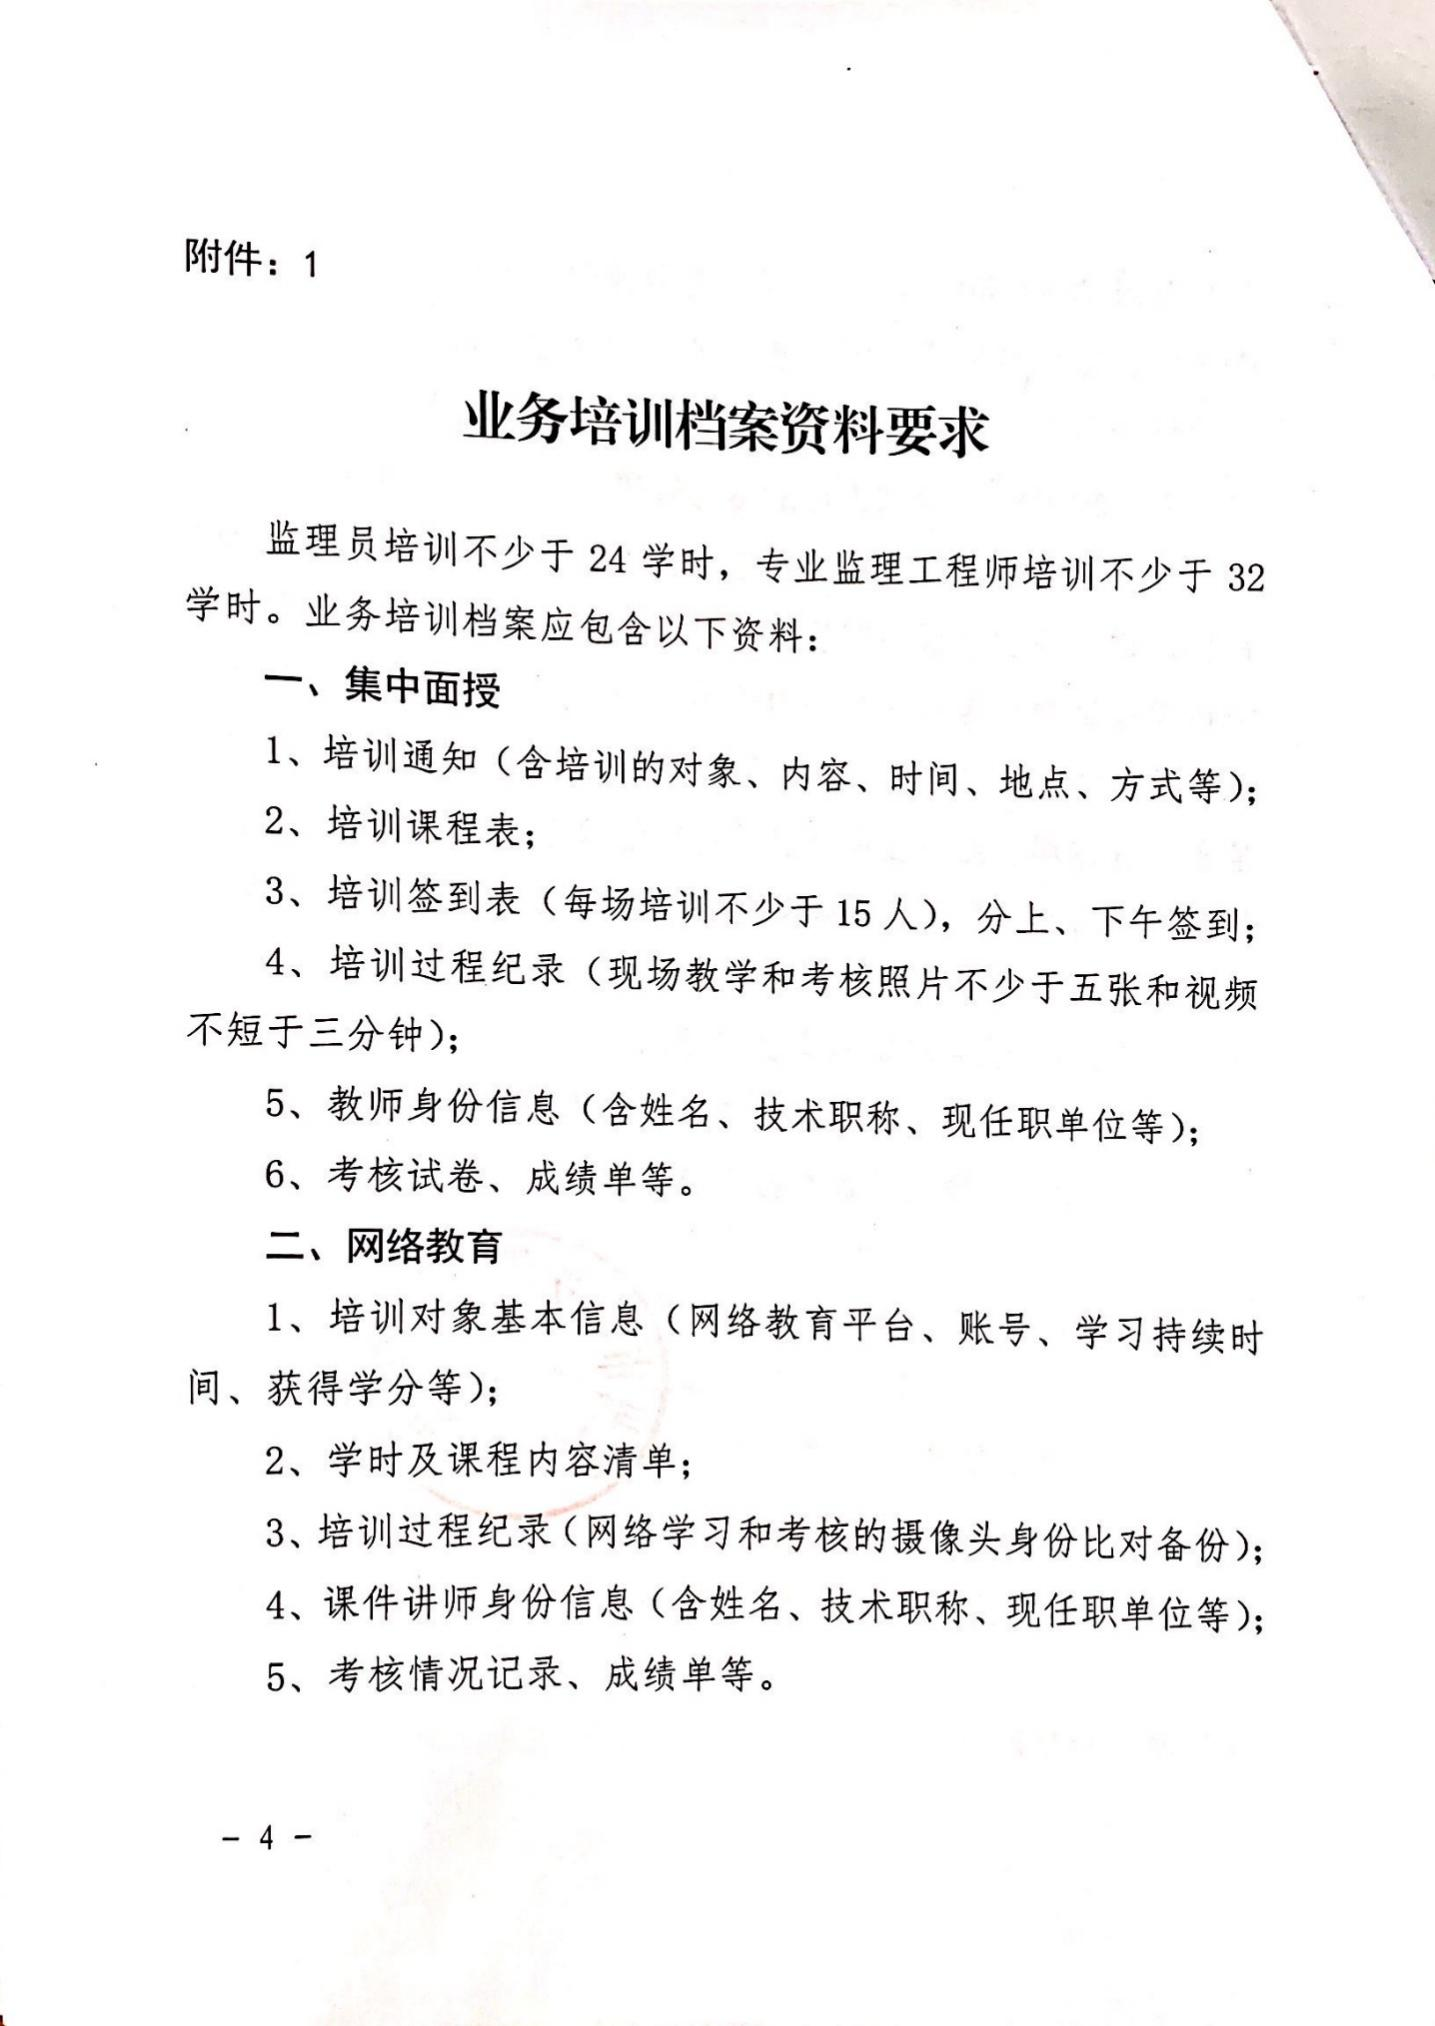 附件：1
业务培训档案资料要求
监理员培训不少于 24 学时，专业监理工程师培训不少于 32
学时。业务培训档案应包含以下资料：
一、集中面授
1、培训通知（含培训的对象、内容、时间、地点、方式等）；
2、培训课程表；
3、培训签到表（每场培训不少于 15 人），分上、下午签到；
4、培训过程纪录（现场教学和考核照片不少于五张和视频
不短于三分钟）；
5、教师身份信息（含姓名、技术职称、现任职单位等）；
6、考核试卷、成绩单等。
二、网络教育
1、培训对象基本信息（网络教育平台、账号、学习持续时
间、获得学分等）；
2、学时及课程内容清单；
3、培训过程纪录（网络学习和考核的摄像头身份比对备份）；
4、课件讲师身份信息（含姓名、技术职称、现任职单位等）；
5、考核情况记录、成绩单等。
- 4 -